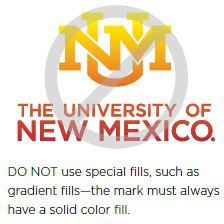 UNM
THE UNIVERSITY OF
NEW MEXICO.
DO NOT use special fills, such as
gradient fills—the mark must always
have a solid color fill.